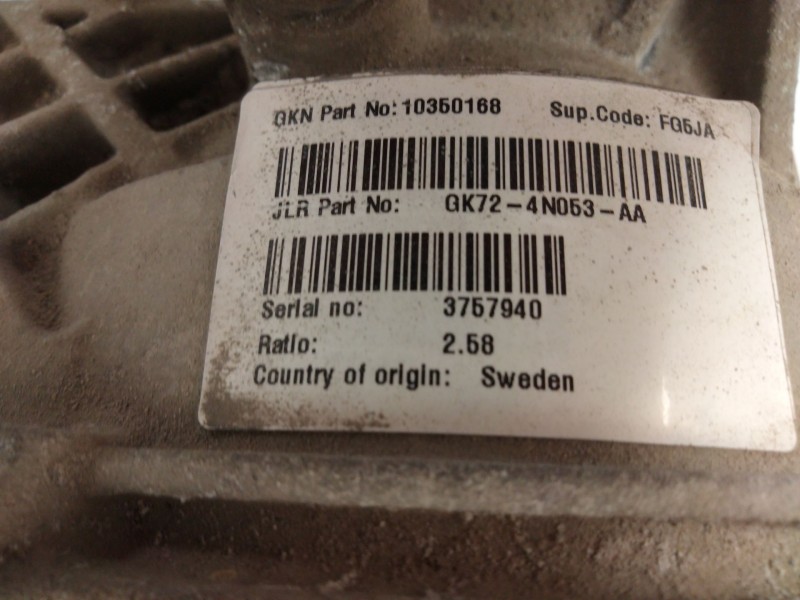 GKN Part No: 10350168 Sup.Code: FG5JA
JLR Part No: GK72-4N053-AA
Serial no: 3757940
Ratio: 2.58
Country of origin: Sweden